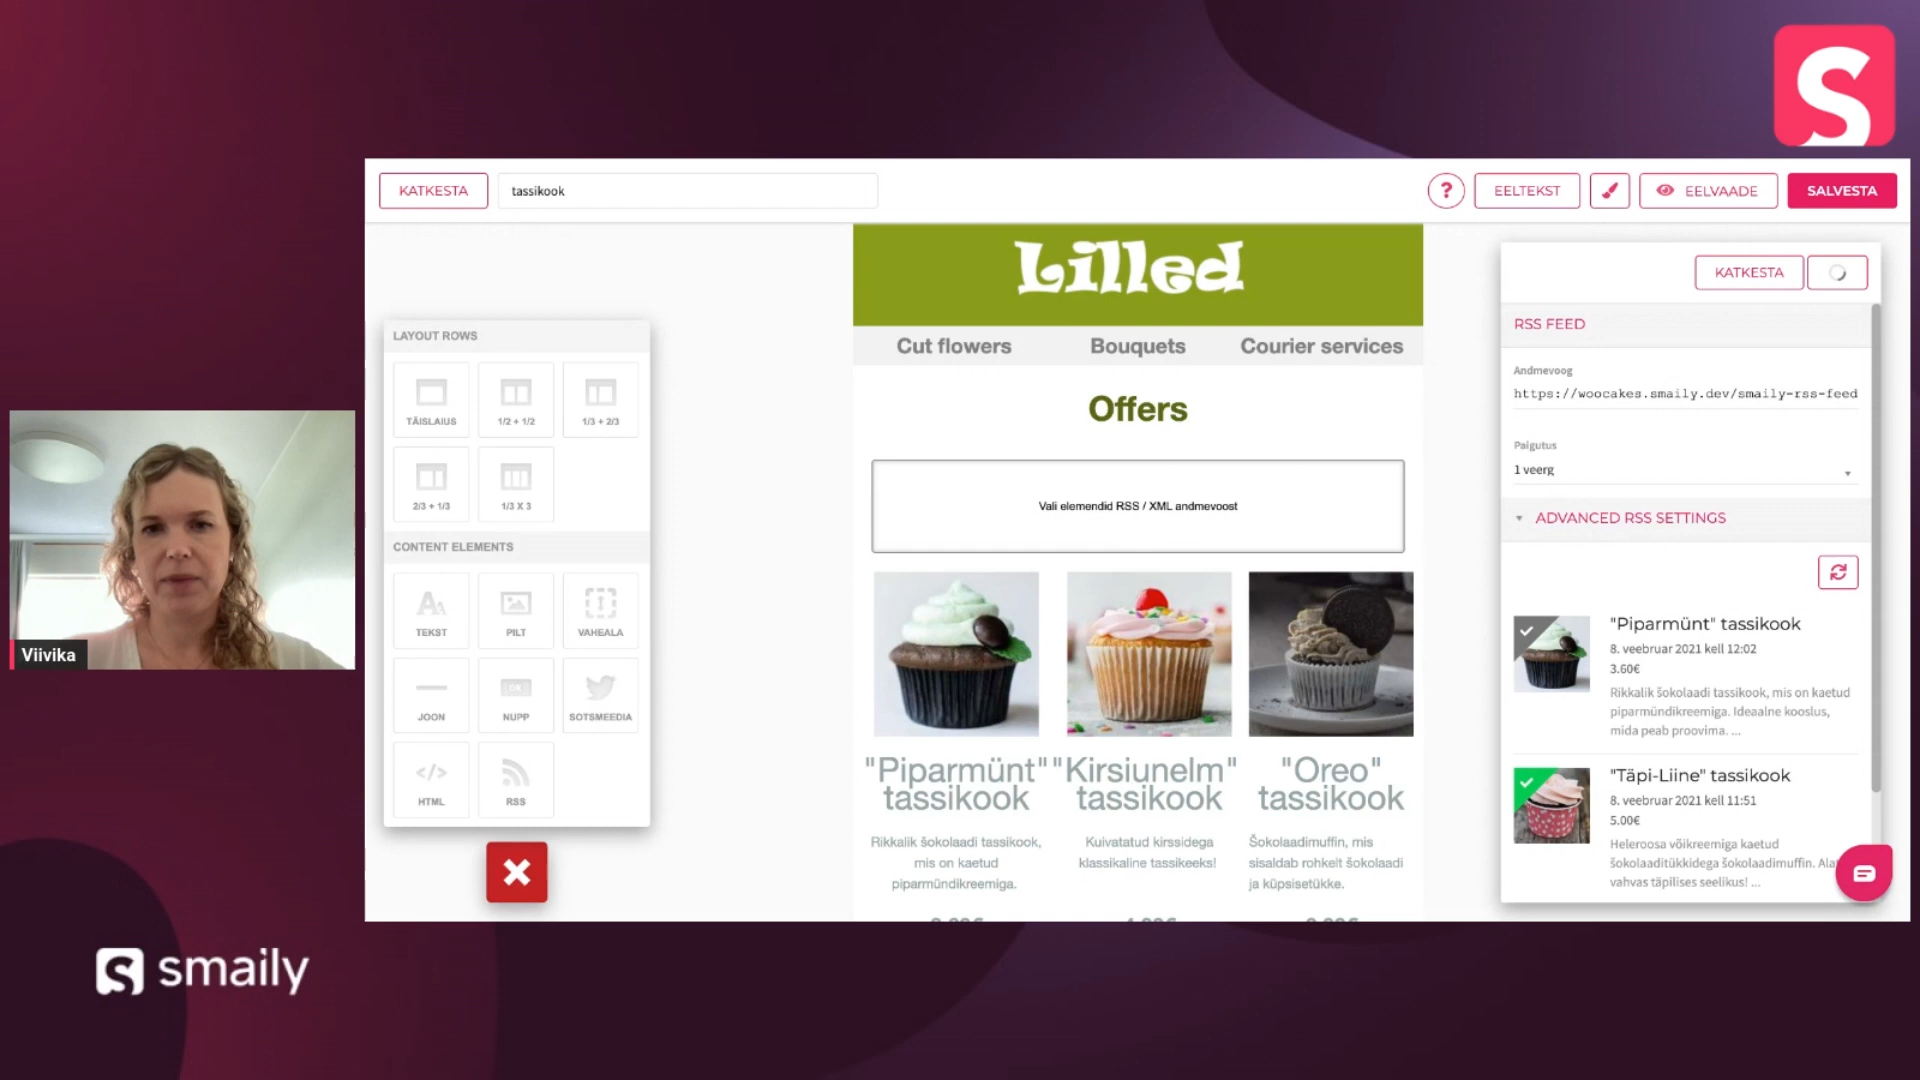 KATKESTA
tassikook
?
EELTEKST
EELVAADE
SALVESTA
Lilled
Cut flowers
Bouquets
Courier services
Offers
Vali elemendid RSS / XML andmevoost
"Piparmünt"
tassikook
"Kirsiunelm"
tassikook
"Oreo"
tassikook
Rikkalik šokolaadi tassikook,
mis on kaetud
piparmündikreemiga.
Kuivatatud kirssidega
klassikaline tassikeeks!
Šokolaadimuffin, mis
sisaldab rohkelt šokolaadi
ja küpsisetükke.
LAYOUT ROWS
TÄISLAIUS
1/2 + 1/2
1/3 + 2/3
2/3 + 1/3
1/3 X 3
CONTENT ELEMENTS
TEKST
PILT
VAHEALA
JOON
OK
NUPP
SOTSMEEDIA
</>
HTML
RSS
KATKESTA
RSS FEED
Andmevoog
https://woocakes.smaily.dev/smaily-rss-feed
Paigutus
1 veerg
ADVANCED RSS SETTINGS
"Piparmünt" tassikook
8. veebruar 2021 kell 12:02
3.60€
Rikkalik šokolaadi tassikook, mis on kaetud
piparmündikreemiga. Ideaalne kooslus,
mida peab proovima. ...
"Täpi-Liine" tassikook
8. veebruar 2021 kell 11:51
5.00€
Heleroosa võikreemiga kaetud
šokolaaditükkidega šokolaadimuffin. Ala
vahvas täpilises seelikus! ...
Viivika
smaily